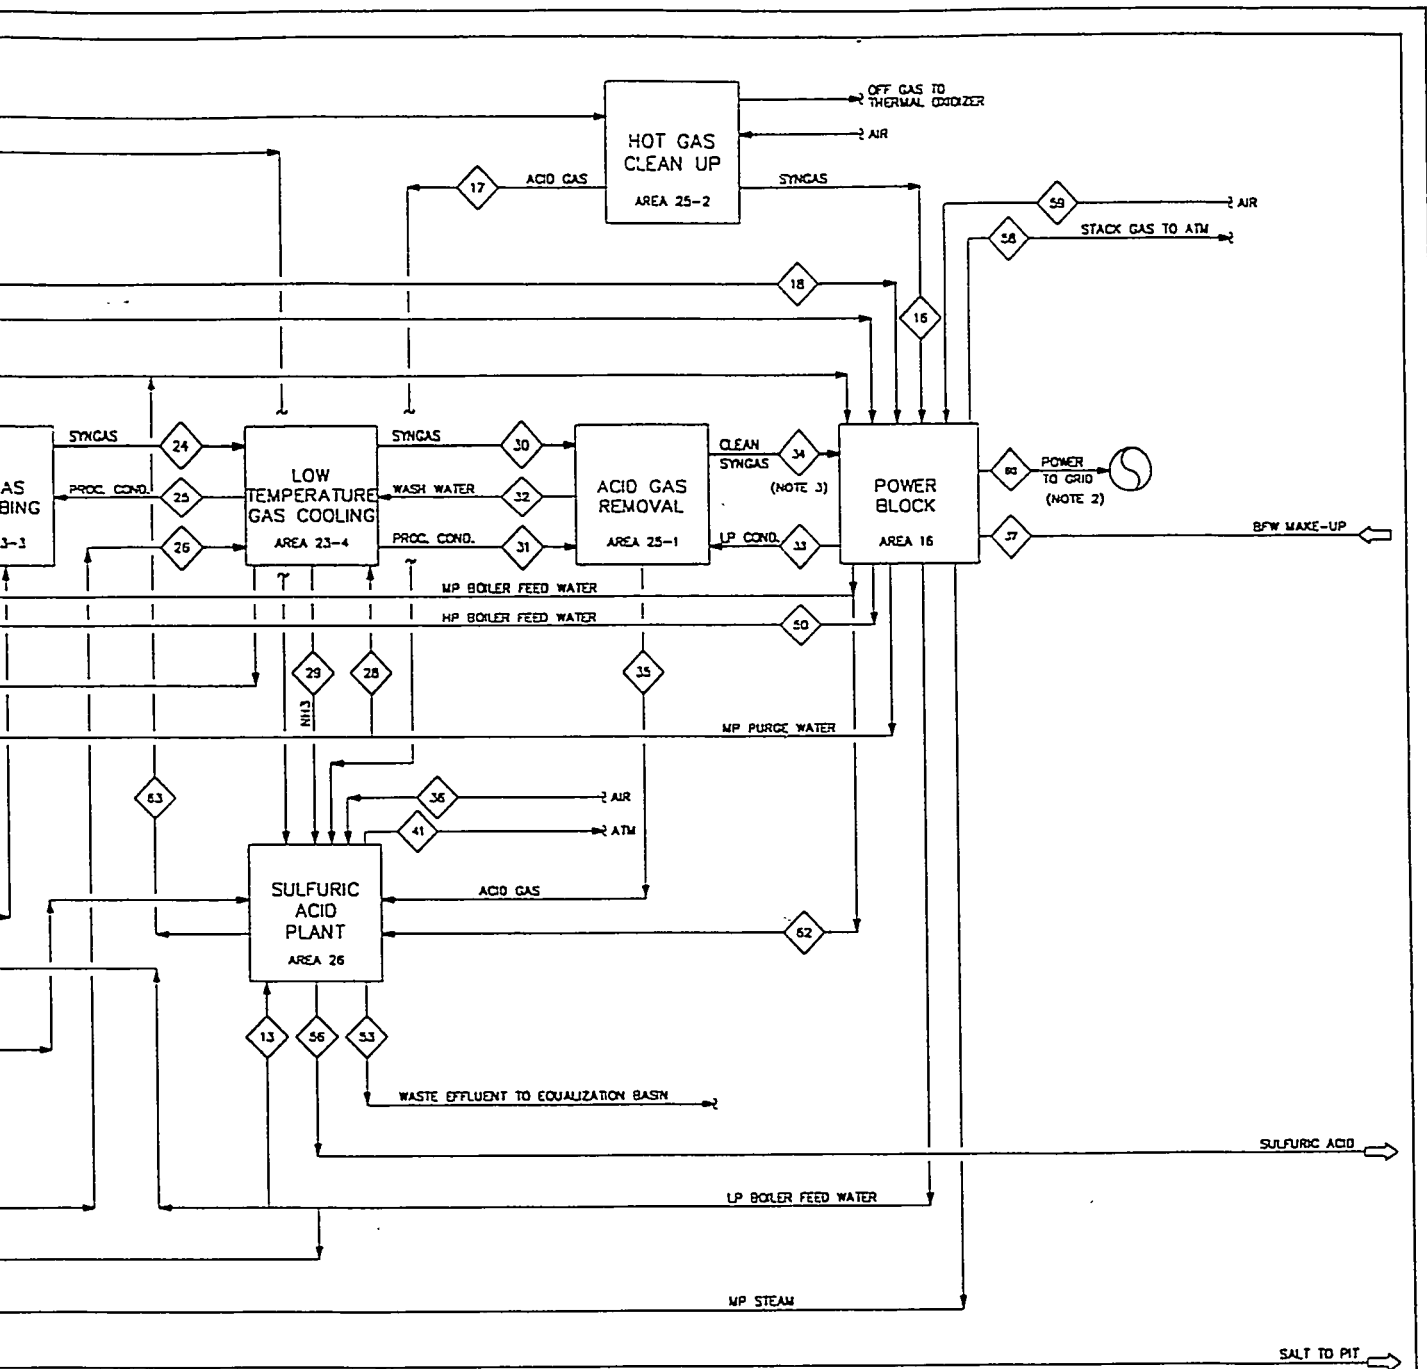 OFF GAS TO
THERMAL OXIDIZER
AIR
HOT GAS
CLEAN UP
AREA 25-2
17
ACID GAS
SYNGAS
59
AIR
58
STACK GAS TO ATM
18
16
SYNGAS
24
SYNGAS
30
CLEAN
SYNGAS
34
(NOTE 3)
LOW
TEMPERATURE
GAS COOLING
AREA 23-4
ACID GAS
REMOVAL
AREA 25-1
POWER
BLOCK
AREA 16
POWER
TO GRID
(NOTE 2)
AS
BING
3-3
PROC. COND.
25
WASH WATER
32
26
PROC. COND.
31
LP COND.
33
37
BFW MAKE-UP
MP BOILER FEED WATER
HP BOILER FEED WATER
50
29
28
35
NH3
MP PURGE WATER
63
36
AIR
41
ATM
SULFURIC
ACID
PLANT
AREA 26
ACID GAS
62
13
56
53
WASTE EFFLUENT TO EQUALIZATION BASIN
SULFURIC ACID
LP BOILER FEED WATER
MP STEAM
SALT TO PIT